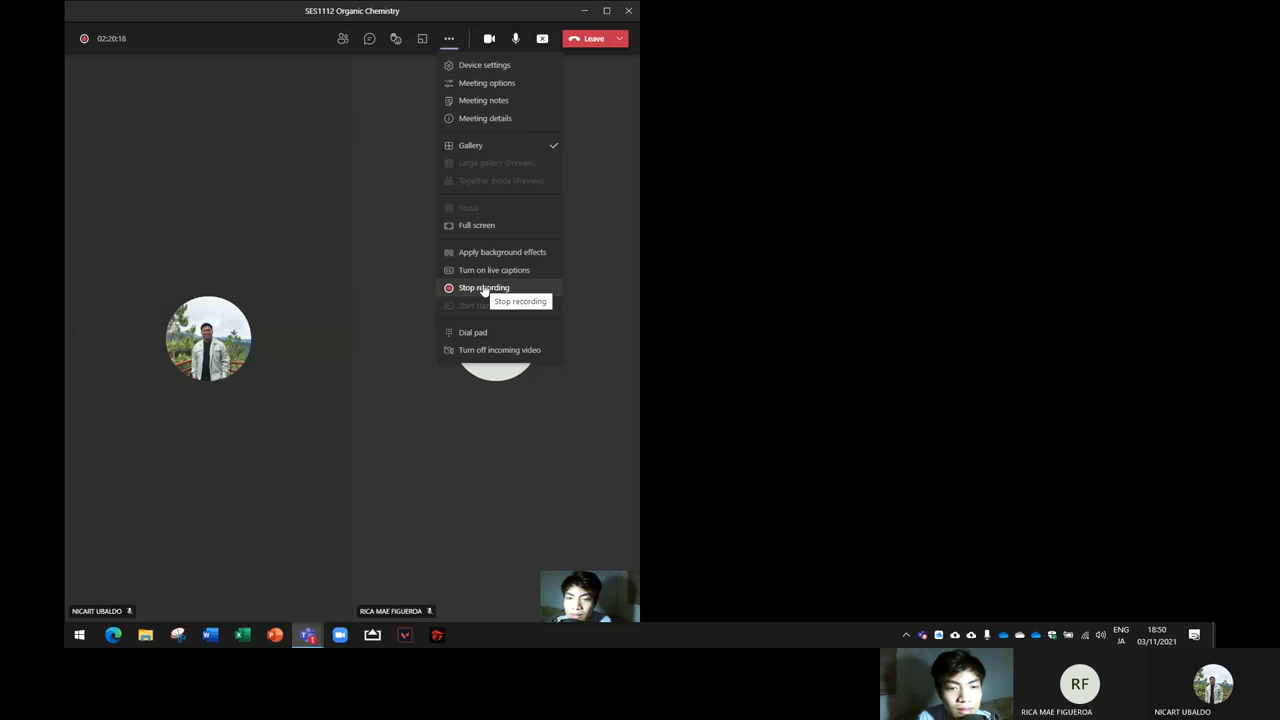 SES1112 Organic Chemistry
02:20:18
Leave
Device settings
Meeting options
Meeting notes
Meeting details
Gallery
Large gallery (Preview)
Together mode (Preview)
Focus
Full screen
Apply background effects
Turn on live captions
Stop recording
Stop recording
Start
Dial pad
Turn off incoming video
NICART UBALDO
RICA MAE FIGUEROA
ENG
JA
18:50
03/11/2021
RF
RICA MAE FIGUEROA
NICART UBALDO